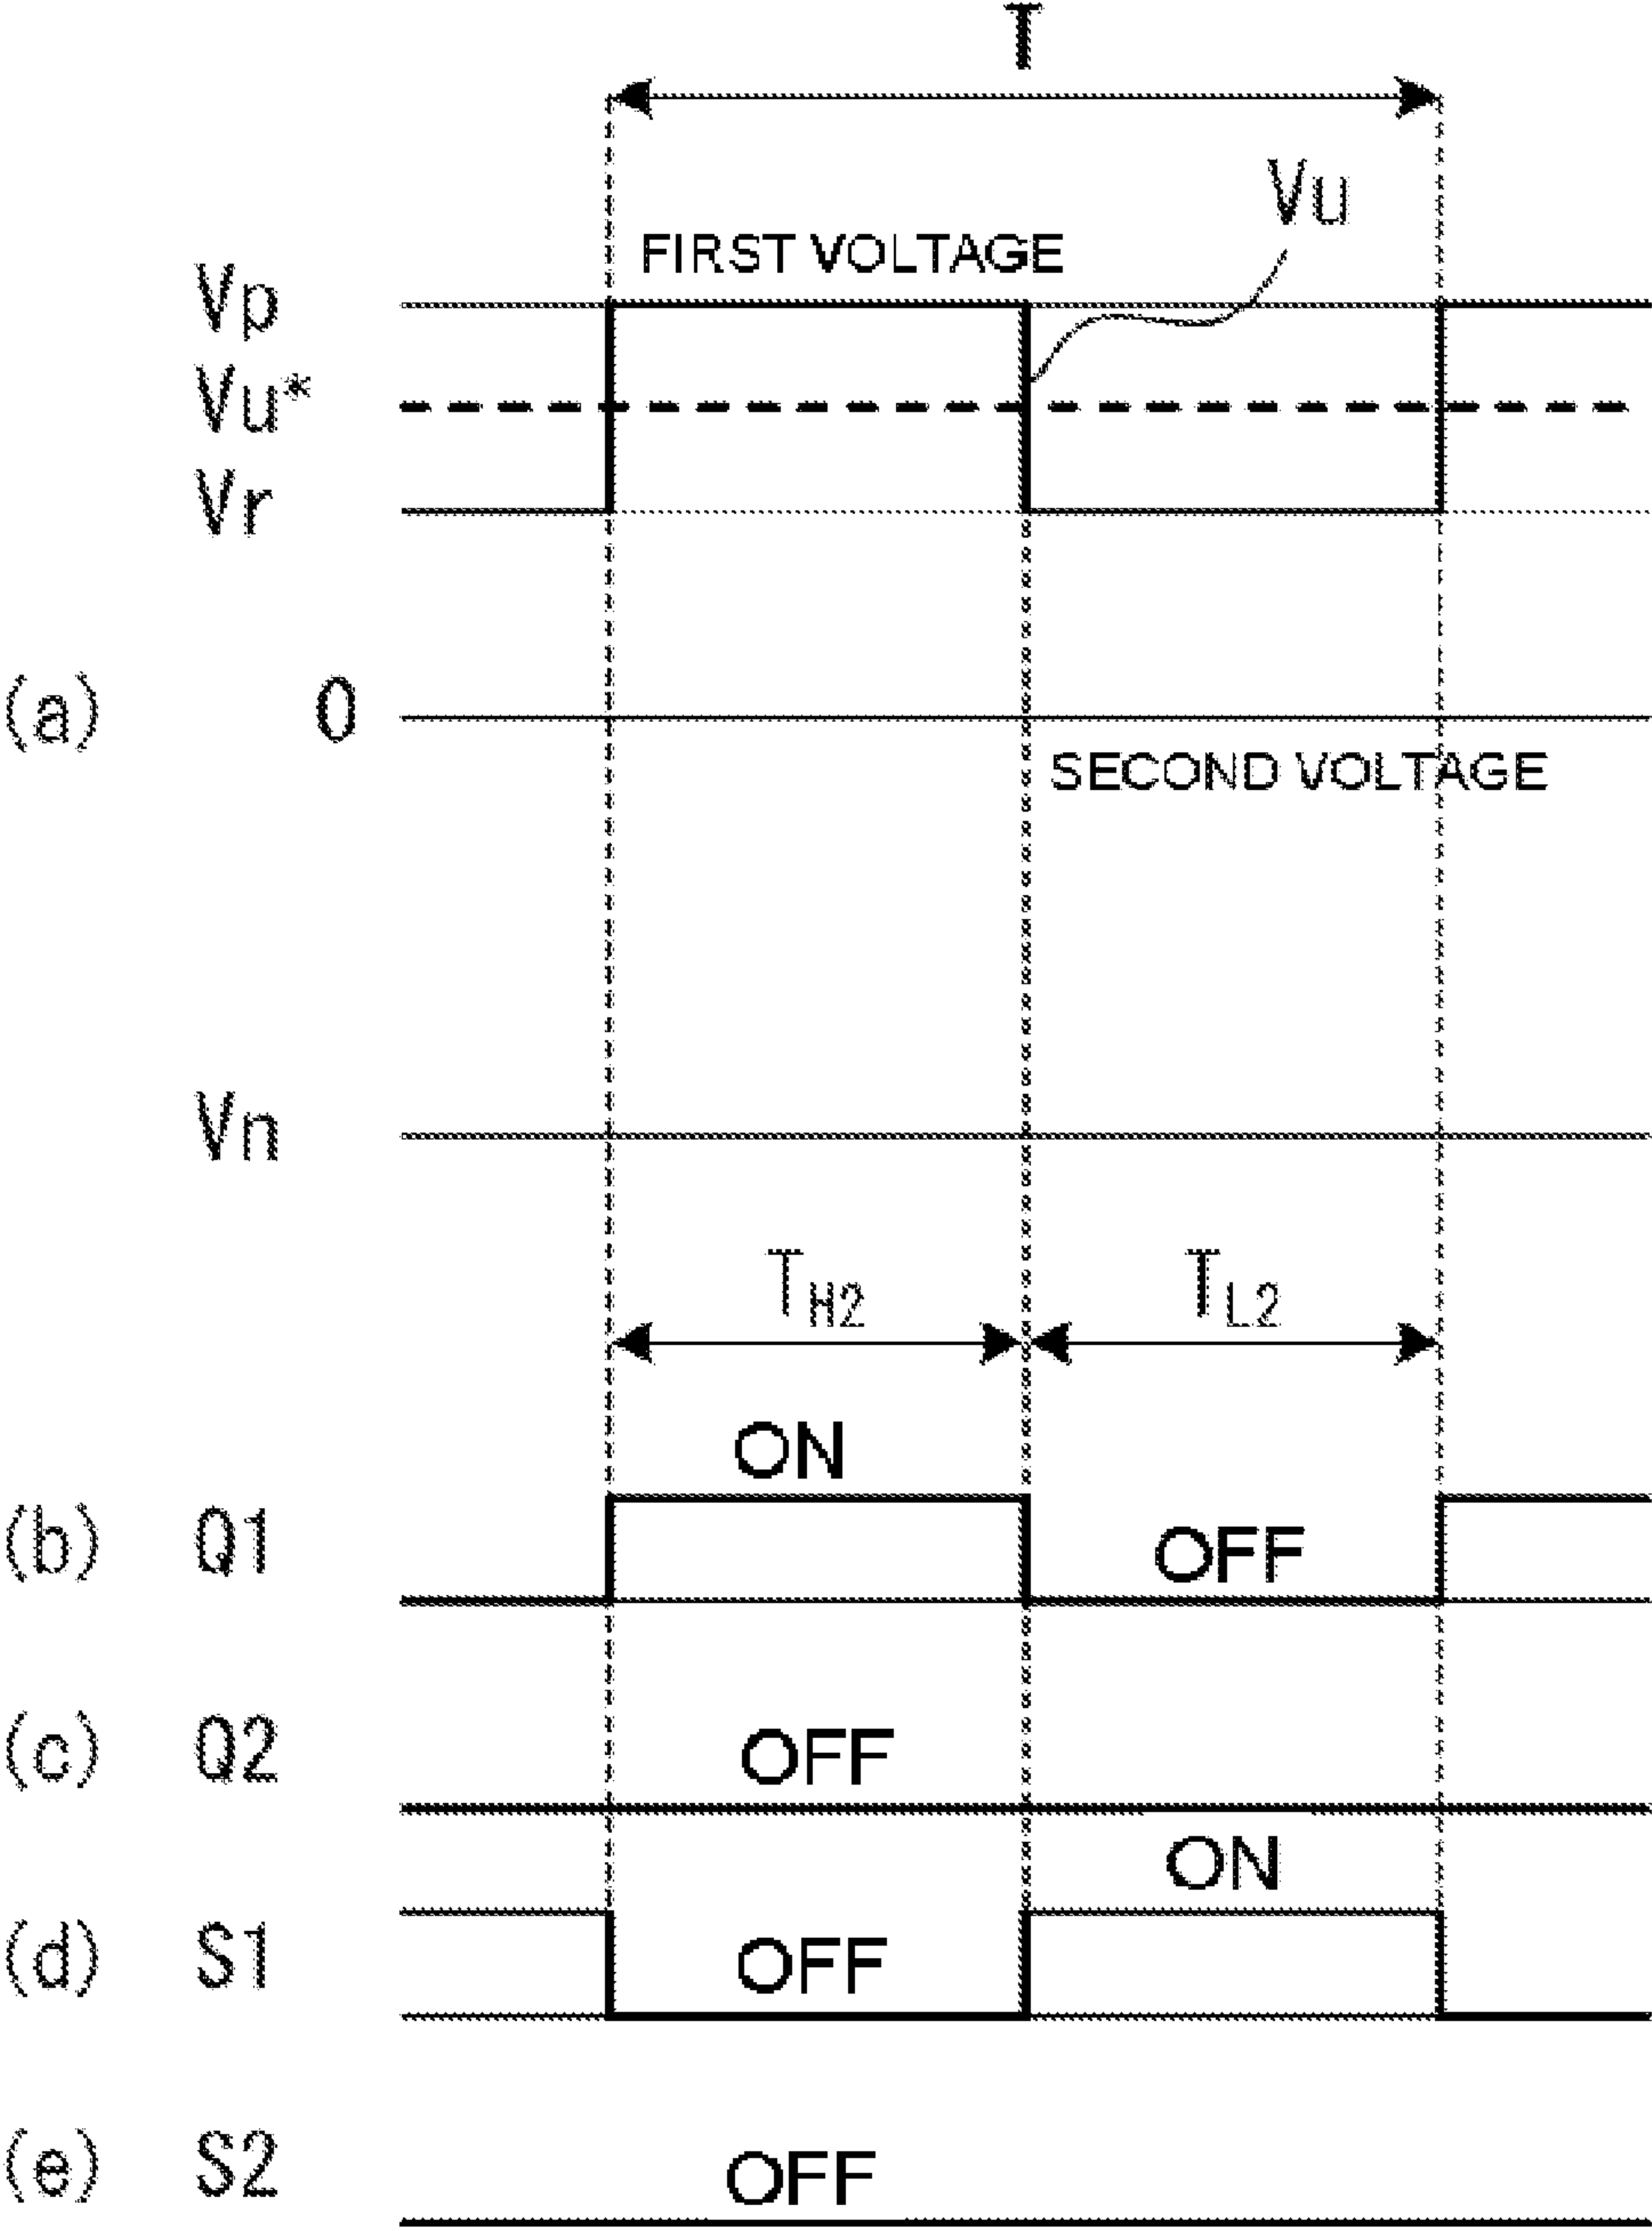 T
Vu
FIRST VOLTAGE
Vp
Vu*
Vr
(a) 0
SECOND VOLTAGE
Vn
TH2 TL2
ON
(b) Q1 OFF
(c) Q2 OFF
ON
(d) S1 OFF
(e) S2 OFF